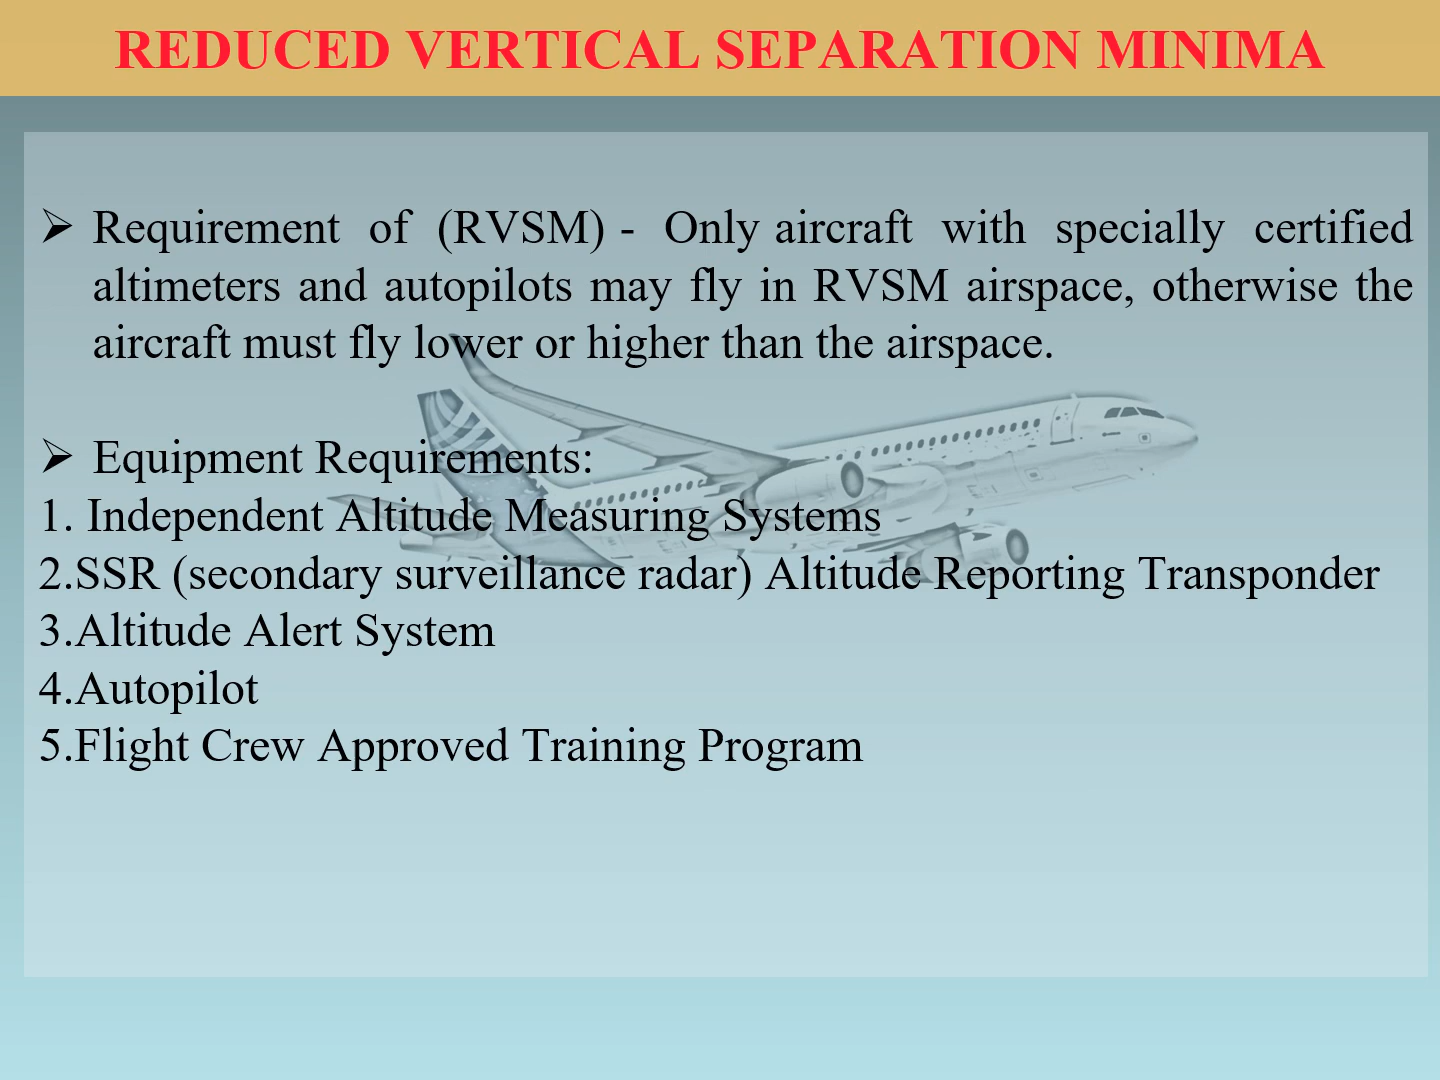 REDUCED VERTICAL SEPARATION MINIMA
➢ Requirement of (RVSM) - Only aircraft with specially certified
altimeters and autopilots may fly in RVSM airspace, otherwise the
aircraft must fly lower or higher than the airspace.
➢ Equipment Requirements:
1. Independent Altitude Measuring Systems
2.SSR (secondary surveillance radar) Altitude Reporting Transponder
3.Altitude Alert System
4.Autopilot
5.Flight Crew Approved Training Program